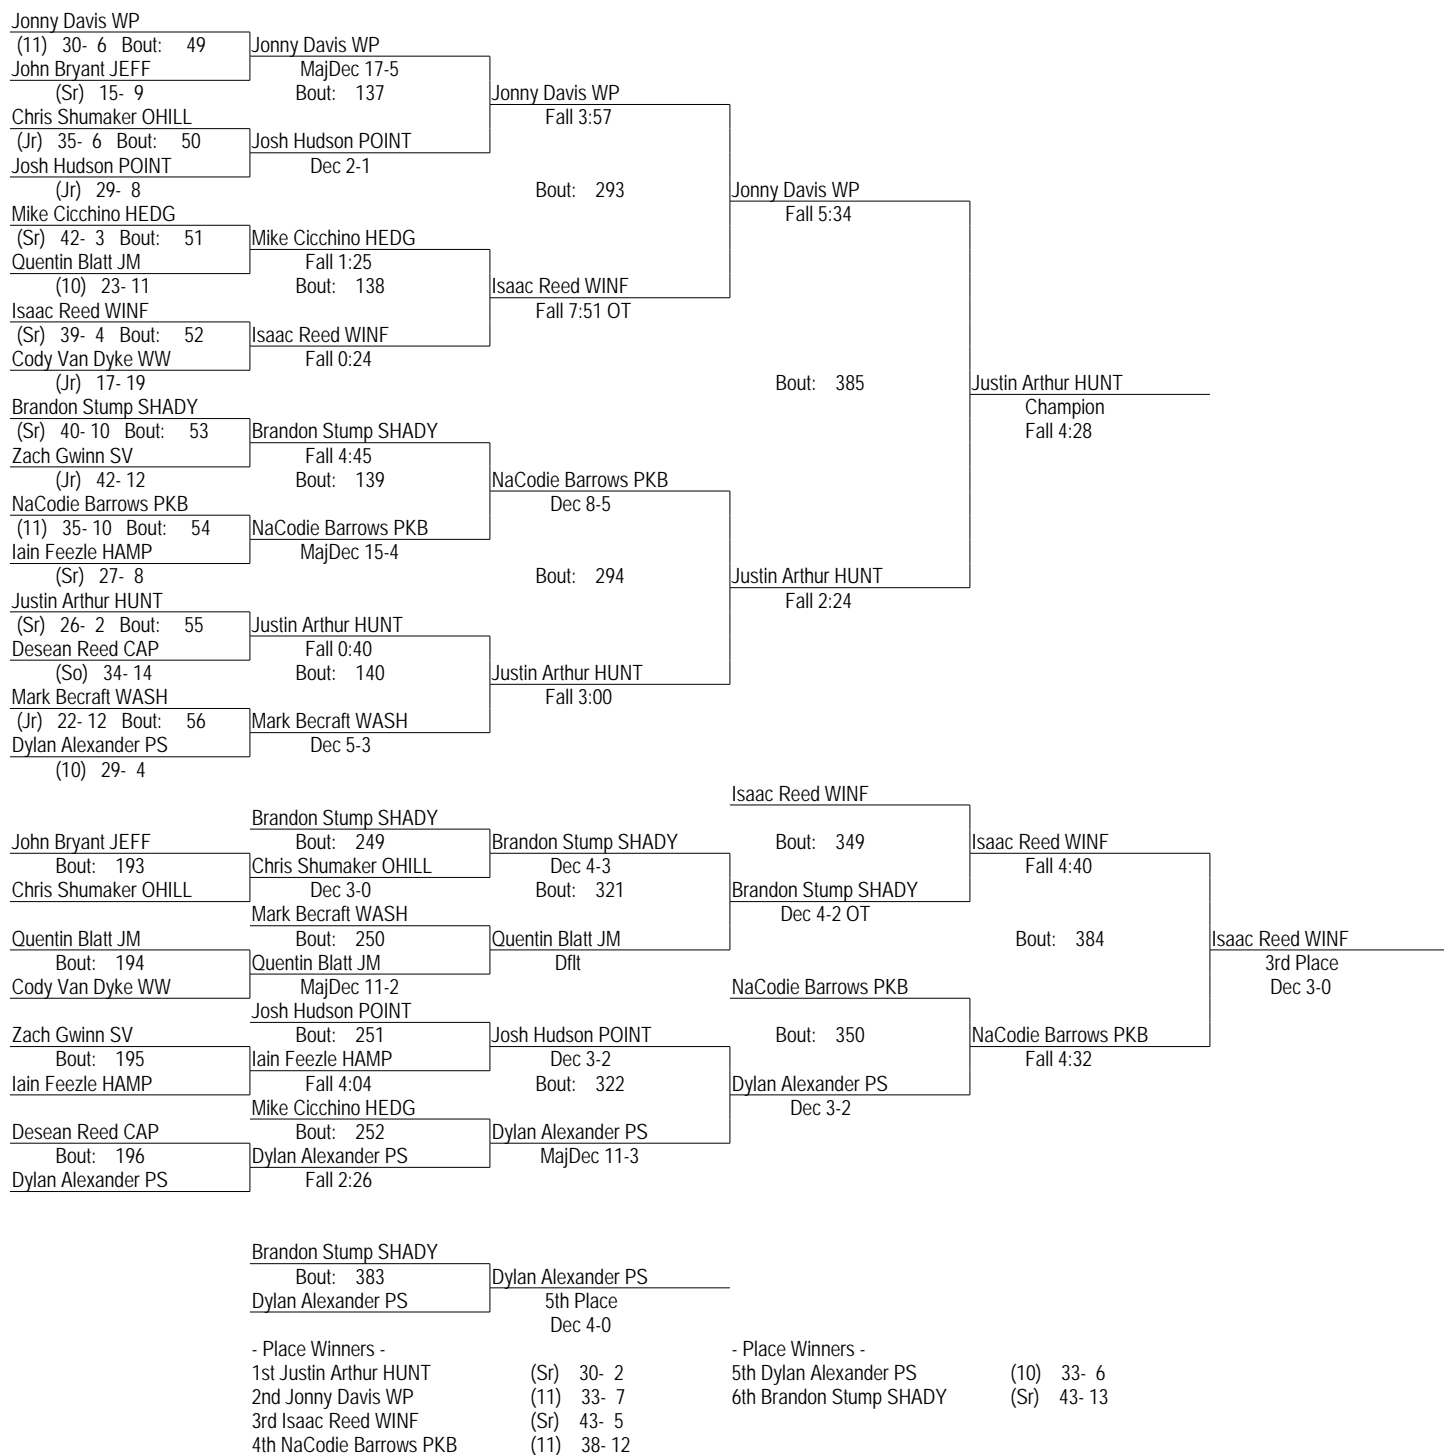 Jonny Davis WP
(11) 30- 6 Bout: 49 Jonny Davis WP
John Bryant JEFF MajDec 17-5
(Sr) 15- 9 Bout: 137 Jonny Davis WP
Chris Shumaker OHILL Fall 3:57
(Jr) 35- 6 Bout: 50 Josh Hudson POINT
Josh Hudson POINT Dec 2-1
(Jr) 29- 8 Bout: 293 Jonny Davis WP
Mike Cicchino HEDG Fall 5:34
(Sr) 42- 3 Bout: 51 Mike Cicchino HEDG
Quentin Blatt JM Fall 1:25
(10) 23- 11 Bout: 138 Isaac Reed WINF
Isaac Reed WINF Fall 7:51 OT
(Sr) 39- 4 Bout: 52 Isaac Reed WINF
Cody Van Dyke WW Fall 0:24
(Jr) 17- 19 Bout: 385 Justin Arthur HUNT
Brandon Stump SHADY Champion
(Sr) 40- 10 Bout: 53 Brandon Stump SHADY Fall 4:28
Zach Gwinn SV Fall 4:45
(Jr) 42- 12 Bout: 139 NaCodie Barrows PKB
NaCodie Barrows PKB Dec 8-5
(11) 35- 10 Bout: 54 NaCodie Barrows PKB
Iain Feezle HAMP MajDec 15-4
(Sr) 27- 8 Bout: 294 Justin Arthur HUNT
Justin Arthur HUNT Fall 2:24
(Sr) 26- 2 Bout: 55 Justin Arthur HUNT
Desean Reed CAP Fall 0:40
(So) 34- 14 Bout: 140 Justin Arthur HUNT
Mark Becraft WASH Fall 3:00
(Jr) 22- 12 Bout: 56 Mark Becraft WASH
Dylan Alexander PS Dec 5-3
(10) 29- 4
Isaac Reed WINF
Brandon Stump SHADY
John Bryant JEFF Bout: 249 Brandon Stump SHADY Bout: 349 Isaac Reed WINF
Bout: 193 Chris Shumaker OHILL Dec 4-3 Fall 4:40
Chris Shumaker OHILL Dec 3-0 Bout: 321 Brandon Stump SHADY
Mark Becraft WASH Dec 4-2 OT
Quentin Blatt JM Bout: 250 Quentin Blatt JM Bout: 384 Isaac Reed WINF
Bout: 194 Quentin Blatt JM Dflt 3rd Place
Cody Van Dyke WW MajDec 11-2 NaCodie Barrows PKB Dec 3-0
Josh Hudson POINT
Zach Gwinn SV Bout: 251 Josh Hudson POINT Bout: 350 NaCodie Barrows PKB
Bout: 195 Iain Feezle HAMP Dec 3-2 Fall 4:32
Iain Feezle HAMP Fall 4:04 Bout: 322 Dylan Alexander PS
Mike Cicchino HEDG Dec 3-2
Desean Reed CAP Bout: 252 Dylan Alexander PS
Bout: 196 Dylan Alexander PS MajDec 11-3
Dylan Alexander PS Fall 2:26
Brandon Stump SHADY
Bout: 383 Dylan Alexander PS
Dylan Alexander PS 5th Place
Dec 4-0
- Place Winners - - Place Winners -
1st Justin Arthur HUNT (Sr) 30- 2 5th Dylan Alexander PS (10) 33- 6
2nd Jonny Davis WP (11) 33- 7 6th Brandon Stump SHADY (Sr) 43- 13
3rd Isaac Reed WINF (Sr) 43- 5
4th NaCodie Barrows PKB (11) 38- 12